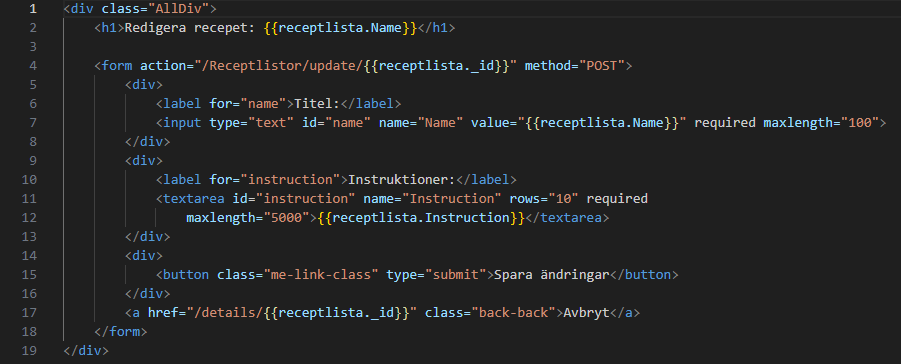 1 <div class="AllDiv">
2     <h1>Redigera recepet: {{receptlista.Name}}</h1>
3
4     <form action="/Receptlistor/update/{{receptlista._id}}" method="POST">
5         <div>
6             <label for="name">Titel:</label>
7             <input type="text" id="name" name="Name" value="{{receptlista.Name}}" required maxlength="100">
8         </div>
9         <div>
10             <label for="instruction">Instruktioner:</label>
11             <textarea id="instruction" name="Instruction" rows="10" required
12                 maxlength="5000">{{receptlista.Instruction}}</textarea>
13         </div>
14         <div>
15             <button class="me-link-class" type="submit">Spara ändringar</button>
16         </div>
17         <a href="/details/{{receptlista._id}}" class="back-back">Avbryt</a>
18     </form>
19 </div>